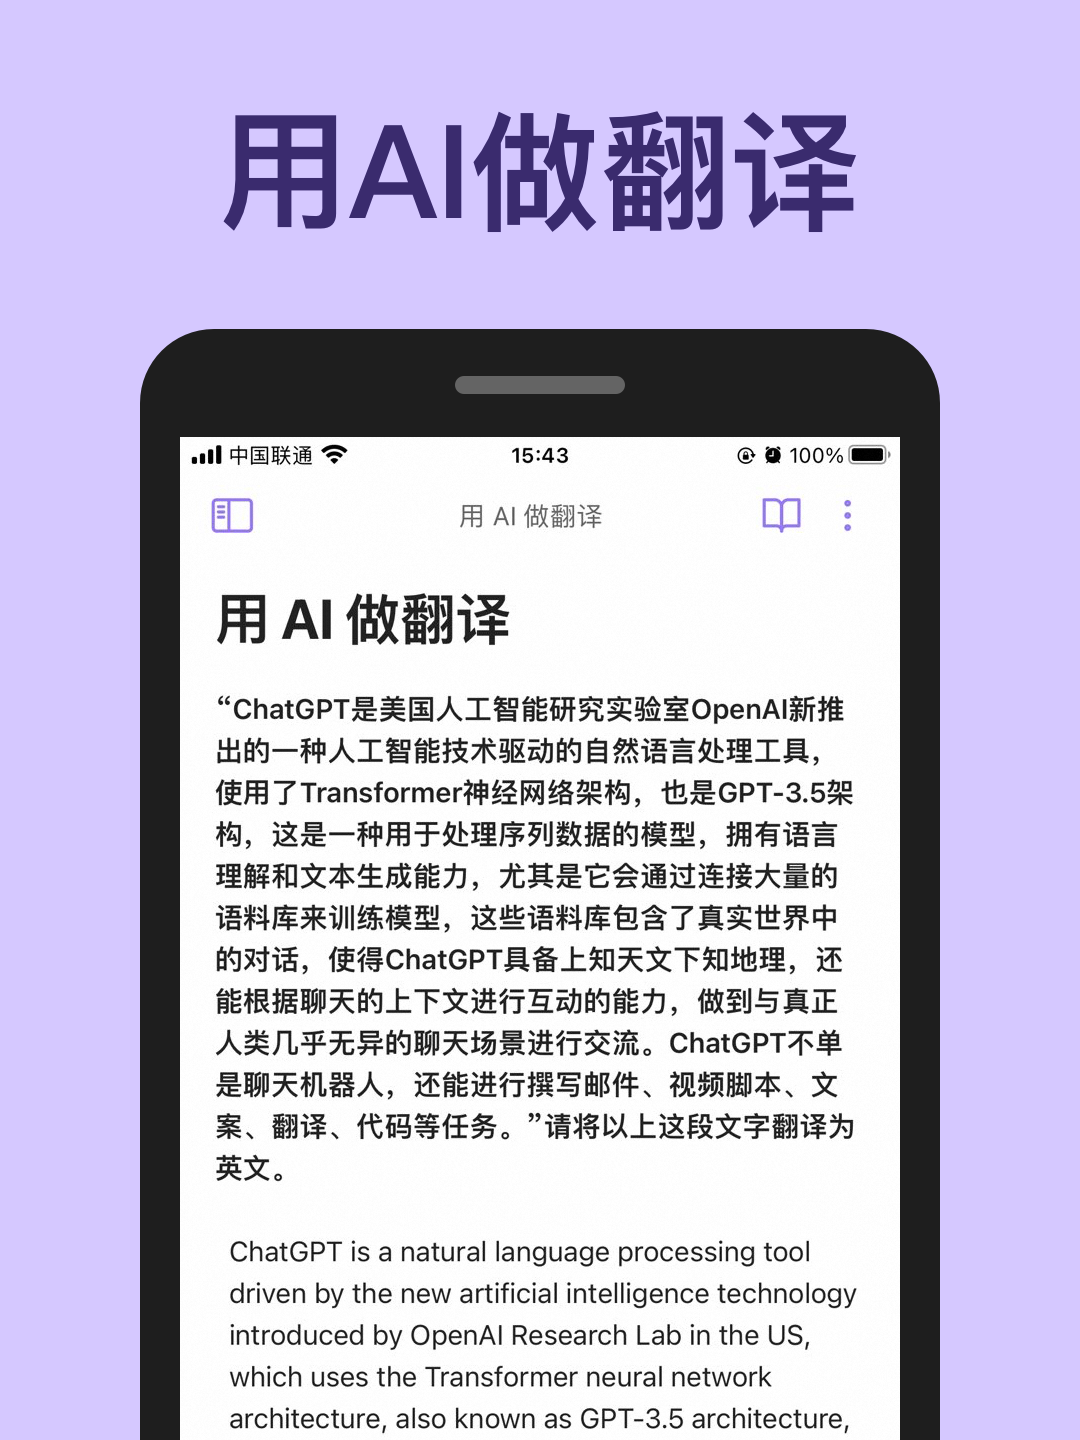 用AI做翻译
中国联通
15:43
100%
用 AI 做翻译
用 AI 做翻译
“ChatGPT是美国人工智能研究实验室OpenAI新推
出的一种人工智能技术驱动的自然语言处理工具，
使用了Transformer神经网络架构，也是GPT-3.5架
构，这是一种用于处理序列数据的模型，拥有语言
理解和文本生成能力，尤其是它会通过连接大量的
语料库来训练模型，这些语料库包含了真实世界中
的对话，使得ChatGPT具备上知天文下知地理，还
能根据聊天的上下文进行互动的能力，做到与真正
人类几乎无异的聊天场景进行交流。ChatGPT不单
是聊天机器人，还能进行撰写邮件、视频脚本、文
案、翻译、代码等任务。”请将以上这段文字翻译为
英文。
ChatGPT is a natural language processing tool
driven by the new artificial intelligence technology
introduced by OpenAI Research Lab in the US,
which uses the Transformer neural network
architecture, also known as GPT-3.5 architecture,